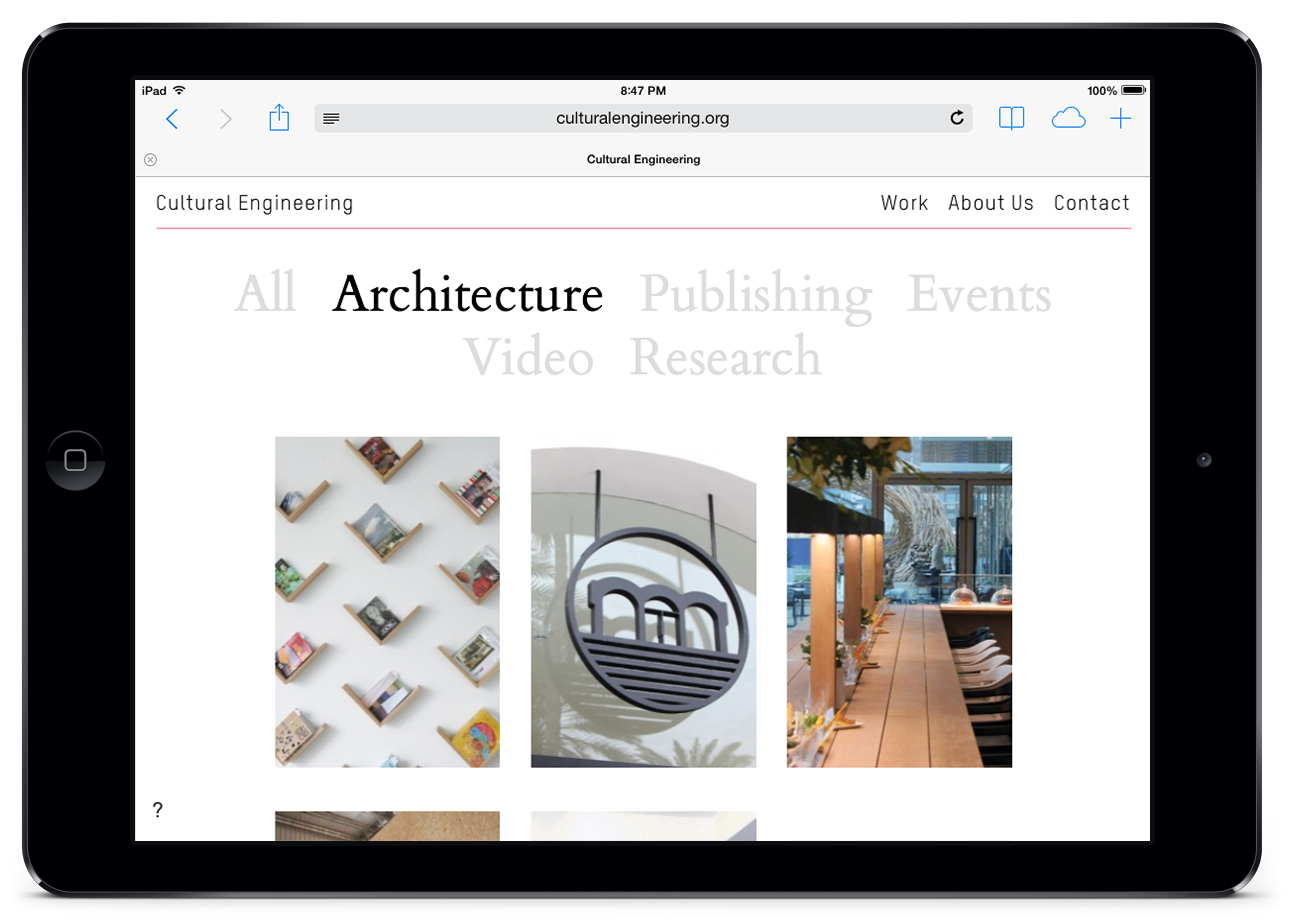 iPad 8:47 PM 100%
culturalengineering.org
Cultural Engineering
Cultural Engineering Work About Us Contact
All Architecture Publishing Events
Video Research
?